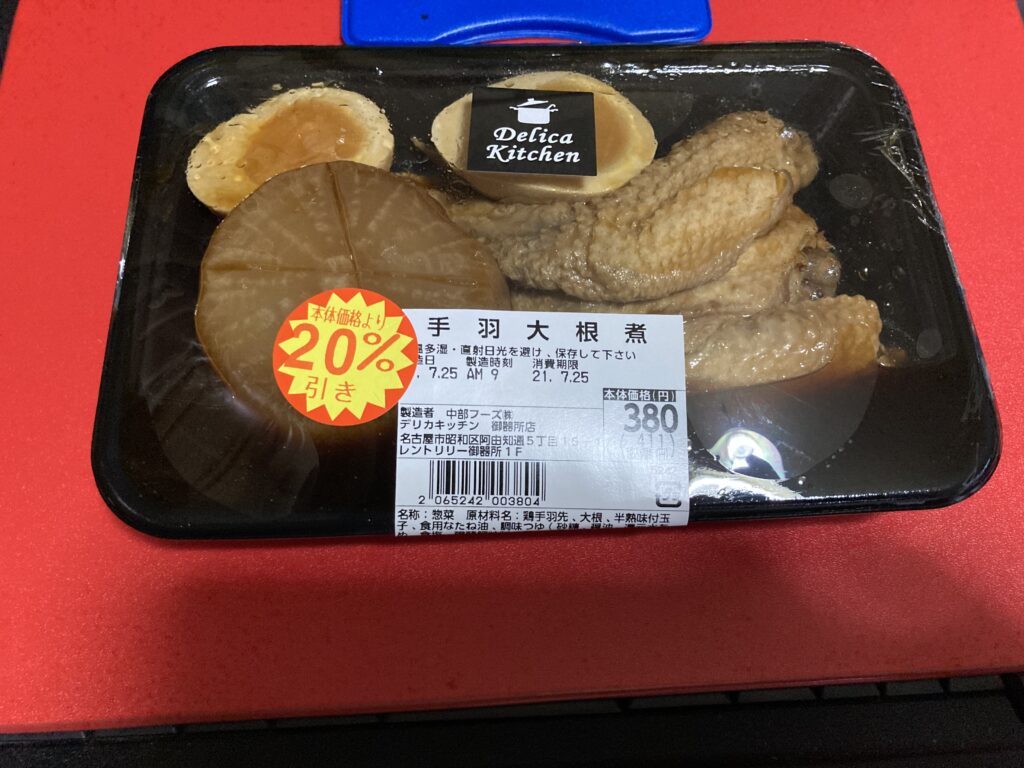 Delica
Kitchen
本体価格より
20%
引き
手羽大根煮
多湿・直射日光を避け、保存して下さい
製造時刻 消費期限
7.25 AM 9 21. 7.25
本体価格(円)
380
411
製造者 中部フーズ㈱
デリカキッチン 御器所店
名古屋市昭和区阿由知通5丁目
レントリリー御器所1F
2 065242 003804
名称:惣菜 原材料名:鶏手羽先、大根、半熟味付玉
子、食用なたね油、調味つゆ(砂糖、